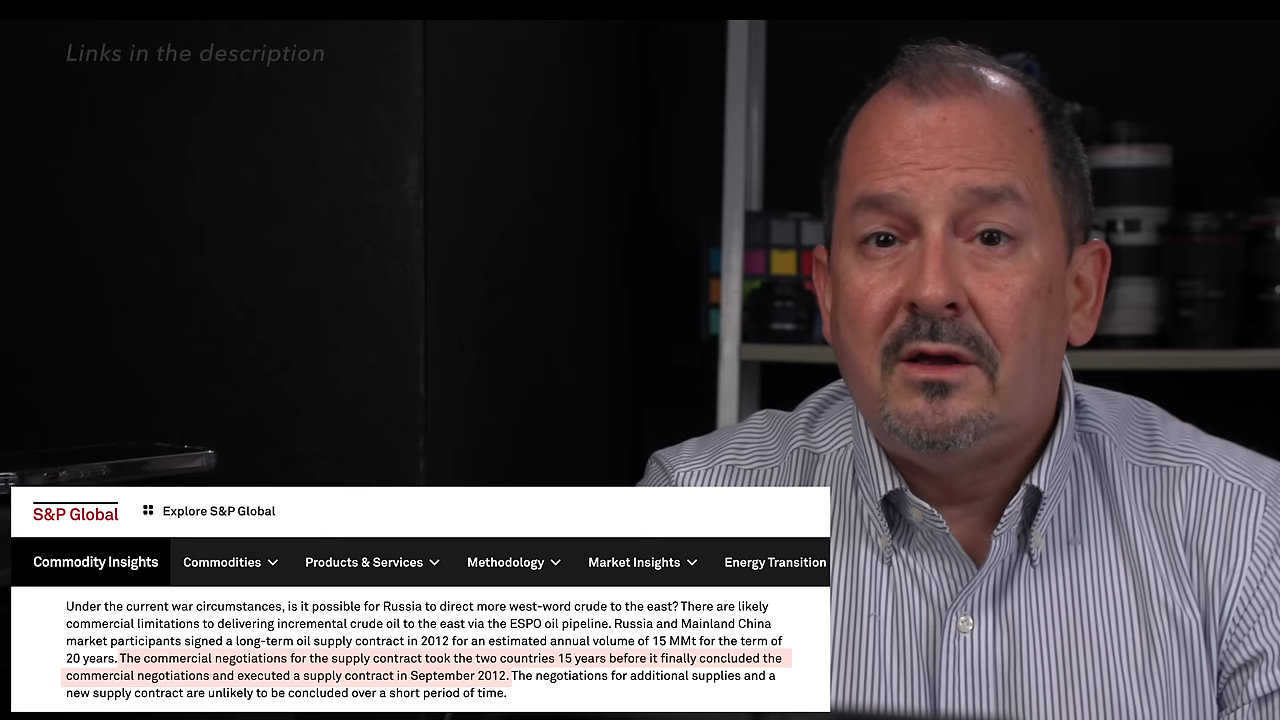 Links in the description
S&P Global
Explore S&P Global
Commodity Insights Commodities Products & Services Methodology Market Insights Energy Transition
Under the current war circumstances, is it possible for Russia to direct more west-word crude to the east? There are likely
commercial limitations to delivering incremental crude oil to the east via the ESPO oil pipeline. Russia and Mainland China
market participants signed a long-term oil supply contract in 2012 for an estimated annual volume of 15 MMt for the term of
20 years. The commercial negotiations for the supply contract took the two countries 15 years before it finally concluded the
commercial negotiations and executed a supply contract in September 2012. The negotiations for additional supplies and a
new supply contract are unlikely to be concluded over a short period of time.